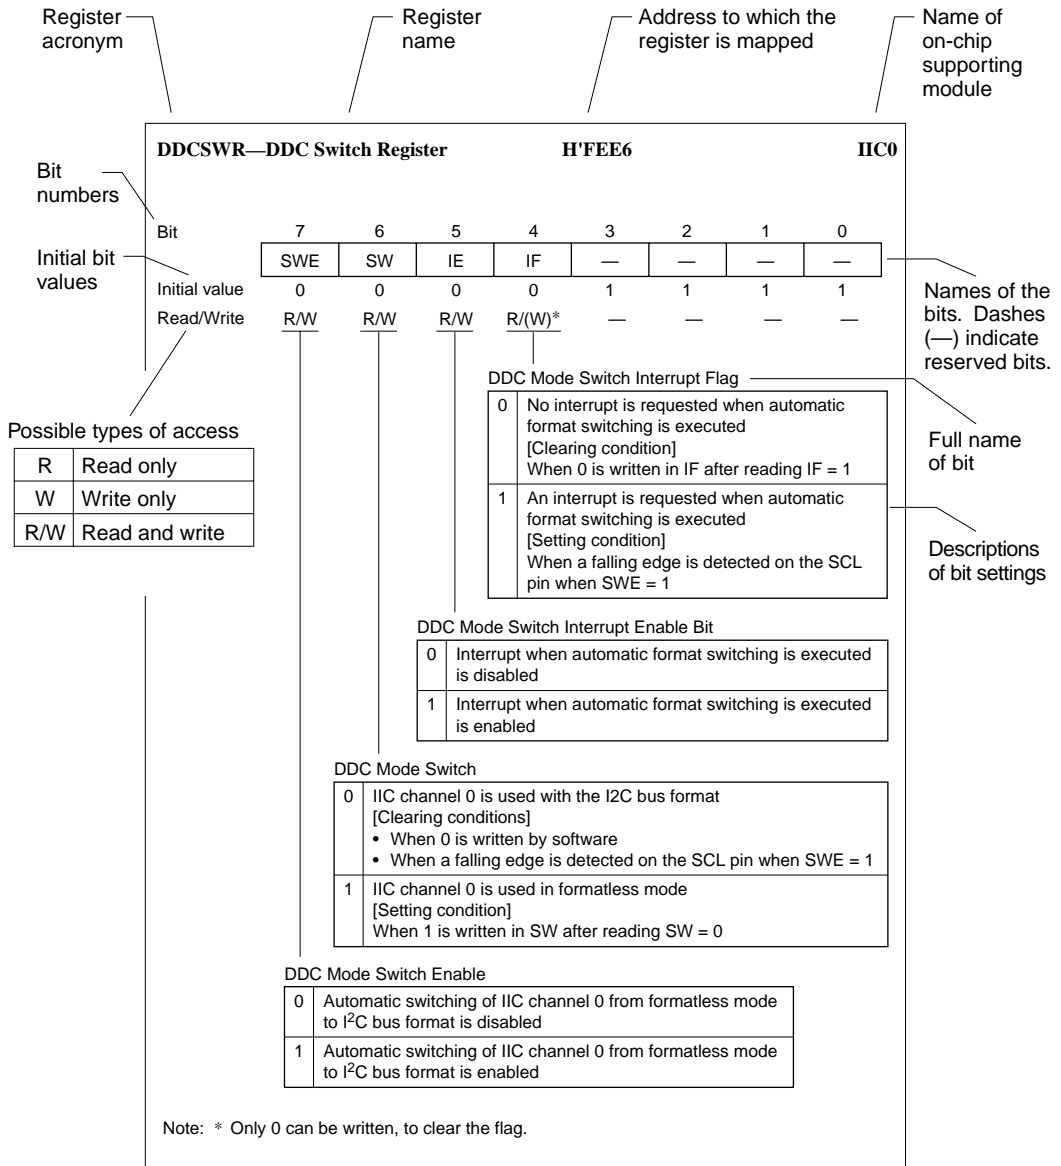 Register
acronym
Register
name
Address to which the
register is mapped
Name of
on-chip
supporting
module
DDCSWR—DDC Switch Register H'FEE6 IIC0
Bit
numbers
Bit 7 6 5 4 3 2 1 0
SWE SW IE IF — — — —
Initial bit
values
Initial value 0 0 0 0 1 1 1 1
Read/Write R/W R/W R/W R/(W)* — — — —
Names of the
bits. Dashes
(—) indicate
reserved bits.
Possible types of access
R Read only
W Write only
R/W Read and write
DDC Mode Switch Interrupt Flag
0 No interrupt is requested when automatic
format switching is executed
[Clearing condition]
When 0 is written in IF after reading IF = 1
1 An interrupt is requested when automatic
format switching is executed
[Setting condition]
When a falling edge is detected on the SCL
pin when SWE = 1
Full name
of bit
Descriptions
of bit settings
DDC Mode Switch Interrupt Enable Bit
0 Interrupt when automatic format switching is executed
is disabled
1 Interrupt when automatic format switching is executed
is enabled
DDC Mode Switch
0 IIC channel 0 is used with the I2C bus format
[Clearing conditions]
• When 0 is written by software
• When a falling edge is detected on the SCL pin when SWE = 1
1 IIC channel 0 is used in formatless mode
[Setting condition]
When 1 is written in SW after reading SW = 0
DDC Mode Switch Enable
0 Automatic switching of IIC channel 0 from formatless mode
to I²C bus format is disabled
1 Automatic switching of IIC channel 0 from formatless mode
to I²C bus format is enabled
Note: * Only 0 can be written, to clear the flag.